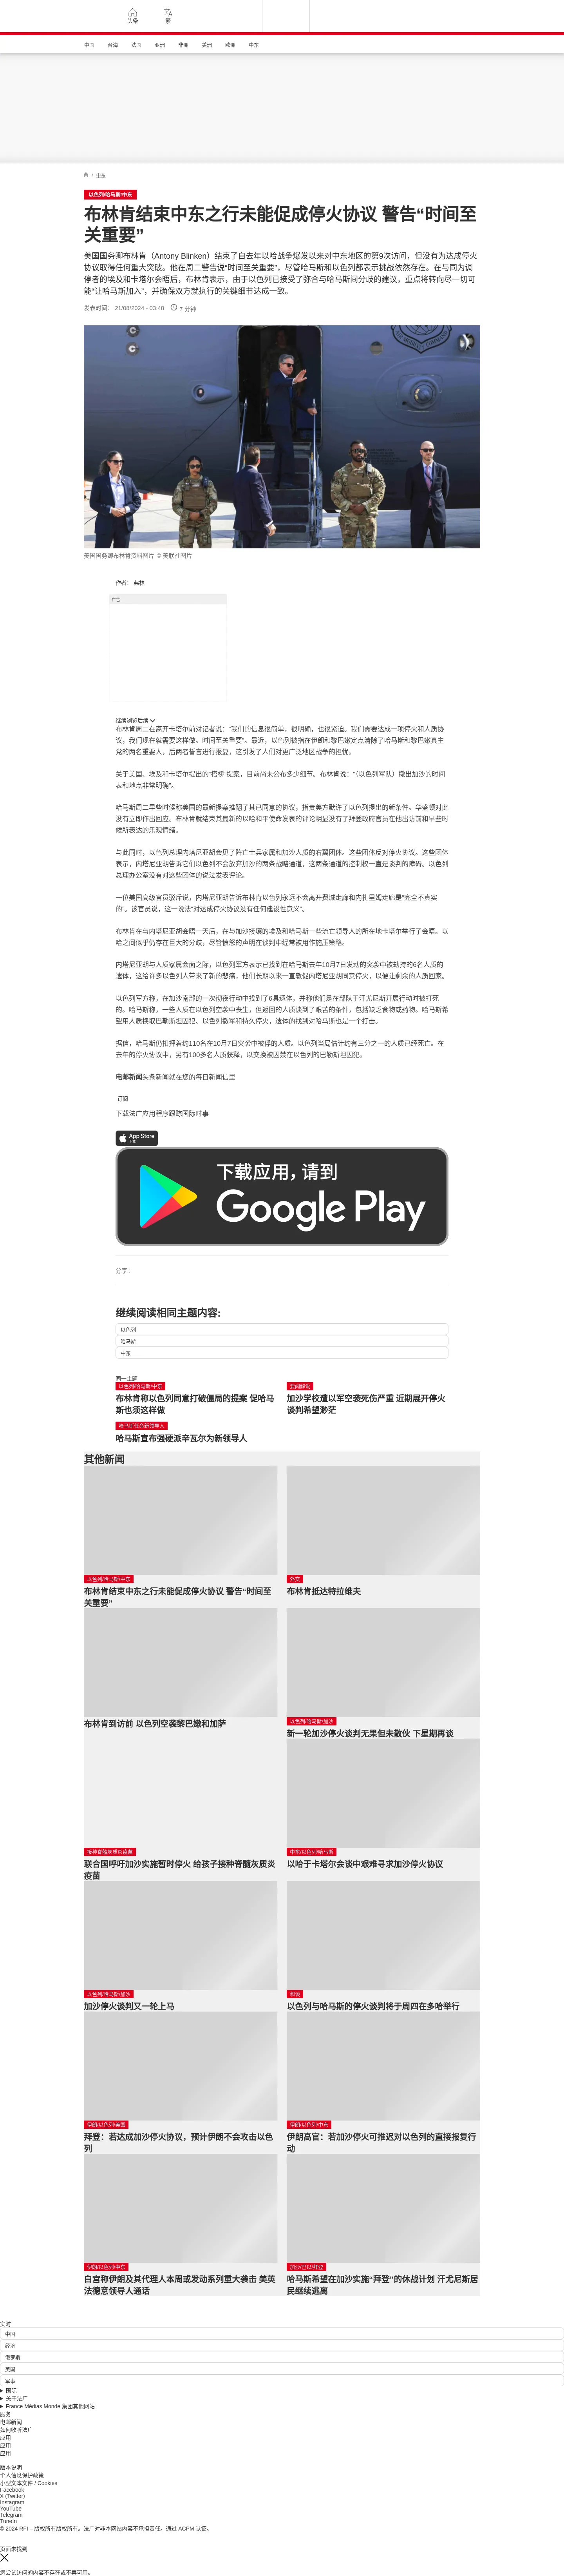 头条
繁
中国
台海
法国
亚洲
非洲
美洲
欧洲
中东
/ 中东
以色列/哈马斯/中东
布林肯结束中东之行未能促成停火协议 警告“时间至
关重要”
美国国务卿布林肯（Antony Blinken）结束了自去年以哈战争爆发以来对中东地区的第9次访问，但没有为达成停火
协议取得任何重大突破。他在周二警告说“时间至关重要”，尽管哈马斯和以色列都表示挑战依然存在。在与同为调
停者的埃及和卡塔尔会晤后，布林肯表示，由于以色列已接受了弥合与哈马斯间分歧的建议，重点将转向尽一切可
能“让哈马斯加入”，并确保双方就执行的关键细节达成一致。
发表时间： 21/08/2024 - 03:48
7 分钟
美国国务卿布林肯资料图片 © 美联社图片
作者： 弗林
广告
继续浏览后续
布林肯周二在离开卡塔尔前对记者说：“我们的信息很简单，很明确，也很紧迫。我们需要达成一项停火和人质协
议，我们现在就需要这样做。时间至关重要”。最近，以色列被指在伊朗和黎巴嫩定点清除了哈马斯和黎巴嫩真主
党的两名重要人，后两者誓言进行报复，这引发了人们对更广泛地区战争的担忧。
关于美国、埃及和卡塔尔提出的“搭桥”提案，目前尚未公布多少细节。布林肯说：“（以色列军队）撤出加沙的时间
表和地点非常明确”。
哈马斯周二早些时候称美国的最新提案推翻了其已同意的协议，指责美方默许了以色列提出的新条件。华盛顿对此
没有立即作出回应。布林肯就结束其最新的以哈和平使命发表的评论明显没有了拜登政府官员在他出访前和早些时
候所表达的乐观情绪。
与此同时，以色列总理内塔尼亚胡会见了阵亡士兵家属和加沙人质的右翼团体。这些团体反对停火协议。这些团体
表示，内塔尼亚胡告诉它们以色列不会放弃加沙的两条战略通道，这两条通道的控制权一直是谈判的障碍。以色列
总理办公室没有对这些团体的说法发表评论。
一位美国高级官员驳斥说，内塔尼亚胡告诉布林肯以色列永远不会离开费城走廊和内扎里姆走廊是“完全不真实
的”。该官员说，这一说法“对达成停火协议没有任何建设性意义”。
布林肯在与内塔尼亚胡会晤一天后，在与加沙接壤的埃及和哈马斯一些流亡领导人的所在地卡塔尔举行了会晤。以
哈之间似乎仍存在巨大的分歧，尽管愤怒的声明在谈判中经常被用作施压策略。
内塔尼亚胡与人质家属会面之际，以色列军方表示已找到在哈马斯去年10月7日发动的突袭中被劫持的6名人质的
遗体，这给许多以色列人带来了新的悲痛，他们长期以来一直敦促内塔尼亚胡同意停火，以便让剩余的人质回家。
以色列军方称，在加沙南部的一次彻夜行动中找到了6具遗体，并称他们是在部队于汗尤尼斯开展行动时被打死
的。哈马斯称，一些人质在以色列空袭中丧生，但返回的人质谈到了艰苦的条件，包括缺乏食物或药物。哈马斯希
望用人质换取巴勒斯坦囚犯、以色列撤军和持久停火，遗体的找到对哈马斯也是一个打击。
据信，哈马斯仍扣押着约110名在10月7日突袭中被俘的人质。以色列当局估计约有三分之一的人质已经死亡。在
去年的停火协议中，另有100多名人质获释，以交换被囚禁在以色列的巴勒斯坦囚犯。
电邮新闻头条新闻就在您的每日新闻信里
订阅
下载法广应用程序跟踪国际时事
App Store
下载
下载应用，请到
Google Play
分享 :
继续阅读相同主题内容:
以色列
哈马斯
中东
同一主题
以色列/哈马斯/中东
布林肯称以色列同意打破僵局的提案 促哈马
斯也须这样做
要闻解说
加沙学校遭以军空袭死伤严重 近期展开停火
谈判希望渺茫
哈马斯任命新领导人
哈马斯宣布强硬派辛瓦尔为新领导人
其他新闻
以色列/哈马斯/中东
布林肯结束中东之行未能促成停火协议 警告“时间至
关重要”
外交
布林肯抵达特拉维夫
布林肯到访前 以色列空袭黎巴嫩和加萨
以色列/哈马斯/加沙
新一轮加沙停火谈判无果但未散伙 下星期再谈
接种脊髓灰质炎疫苗
联合国呼吁加沙实施暂时停火 给孩子接种脊髓灰质炎
疫苗
中东/以色列/哈马斯
以哈于卡塔尔会谈中艰难寻求加沙停火协议
以色列/哈马斯/加沙
加沙停火谈判又一轮上马
和谈
以色列与哈马斯的停火谈判将于周四在多哈举行
伊朗/以色列/美国
拜登：若达成加沙停火协议，预计伊朗不会攻击以色
列
伊朗/以色列/中东
伊朗高官：若加沙停火可推迟对以色列的直接报复行
动
伊朗/以色列/中东
白宫称伊朗及其代理人本周或发动系列重大袭击 美英
法德意领导人通话
加沙/巴以/拜登
哈马斯希望在加沙实施“拜登”的休战计划 汗尤尼斯居
民继续逃离
实时
中国
经济
俄罗斯
美国
军事
国际
关于法广
France Médias Monde 集团其他网站
服务
电邮新闻
如何收听法广
应用
应用
应用
版本说明
个人信息保护政策
小型文本文件 / Cookies
Facebook
X (Twitter)
Instagram
YouTube
Telegram
TuneIn
© 2024 RFI – 版权所有版权所有。法广对非本网站内容不承担责任。通过 ACPM 认证。
页面未找到
您尝试访问的内容不存在或不再可用。